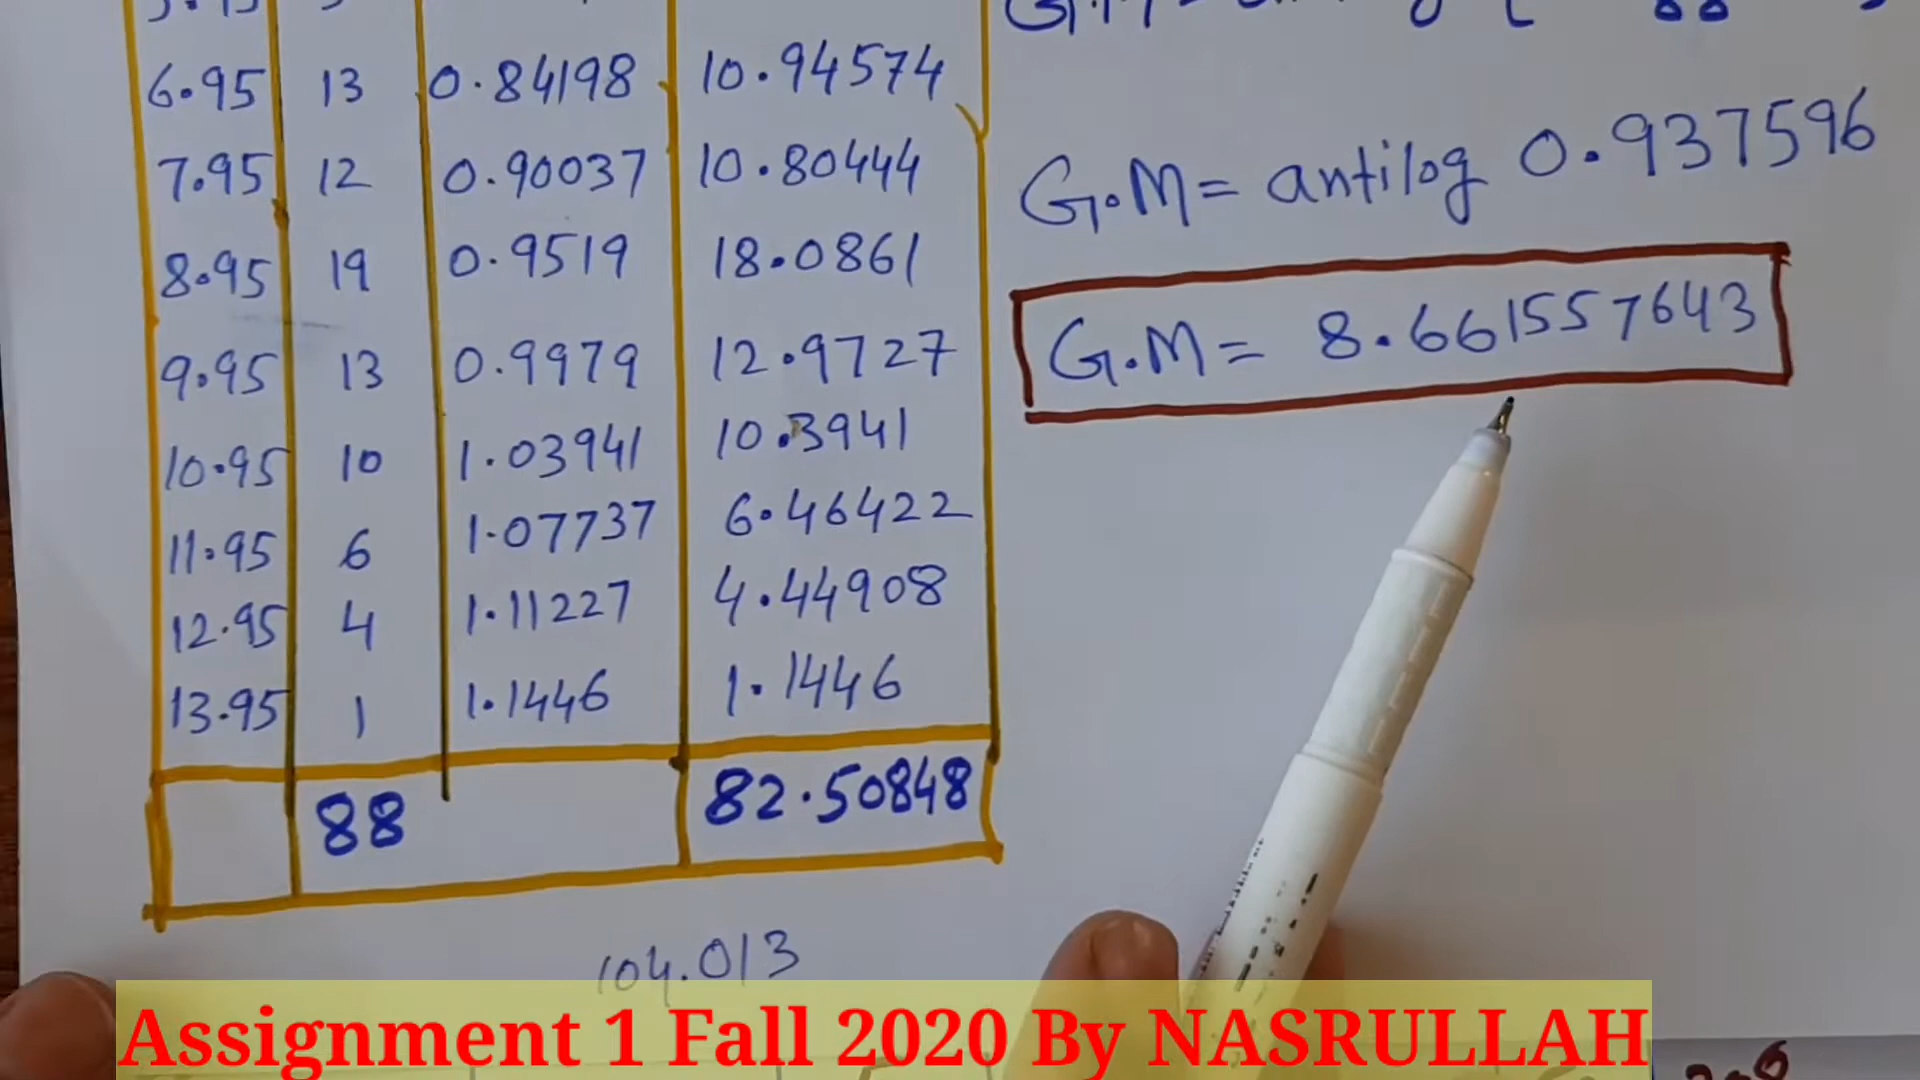 6.95 13 0.84198 10.94574
7.95 12 0.90037 10.80444
8.95 19 0.9519 18.0861
9.95 13 0.9979 12.9727
10.95 10 1.03941 10.3941
11.95 6 1.07737 6.46422
12.95 4 1.11227 4.44908
13.95 1 1.1446 1.1446
88 82.50848
104.013
G.M = antilog 0.937596
G.M = 8.661557643
Assignment 1 Fall 2020 By NASRULLAH